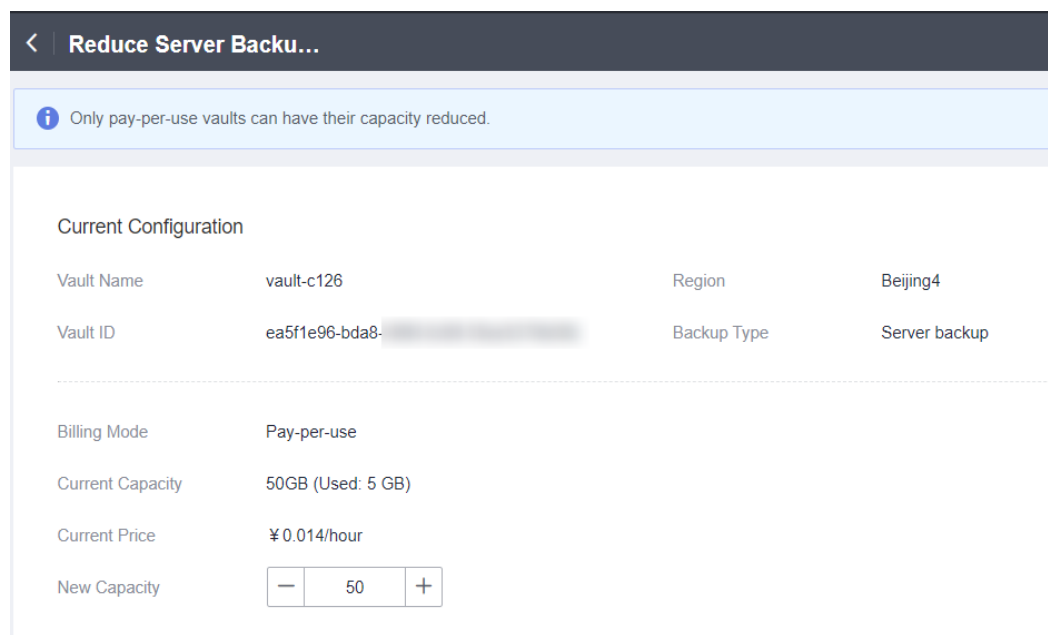 Reduce Server Backu...
Only pay-per-use vaults can have their capacity reduced.
Current Configuration
Vault Name vault-c126 Region Beijing4
Vault ID ea5f1e96-bda8- Backup Type Server backup
Billing Mode Pay-per-use
Current Capacity 50GB (Used: 5 GB)
Current Price ¥0.014/hour
New Capacity — 50 +